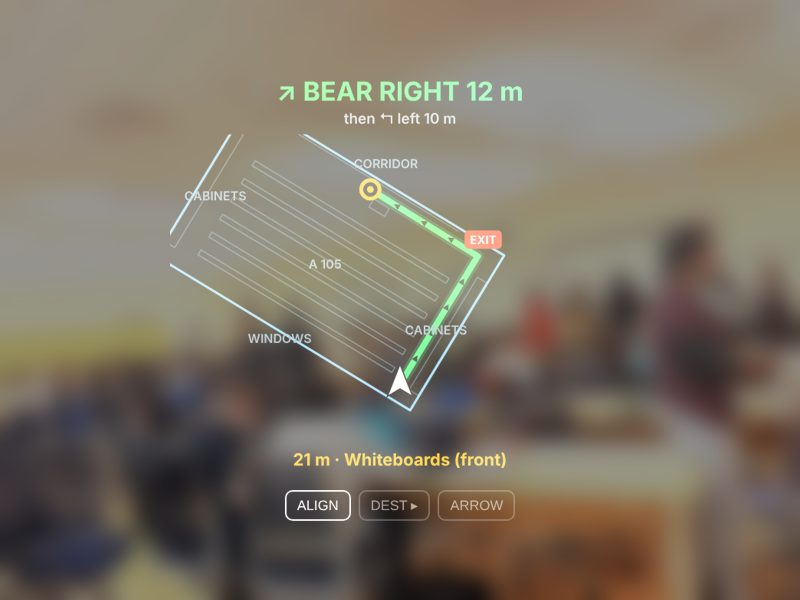 ↗ BEAR RIGHT 12 m
then ↰ left 10 m
CORRIDOR
CABINETS
EXIT
A 105
CABINETS
WINDOWS
21 m · Whiteboards (front)
ALIGN
DEST ▸
ARROW